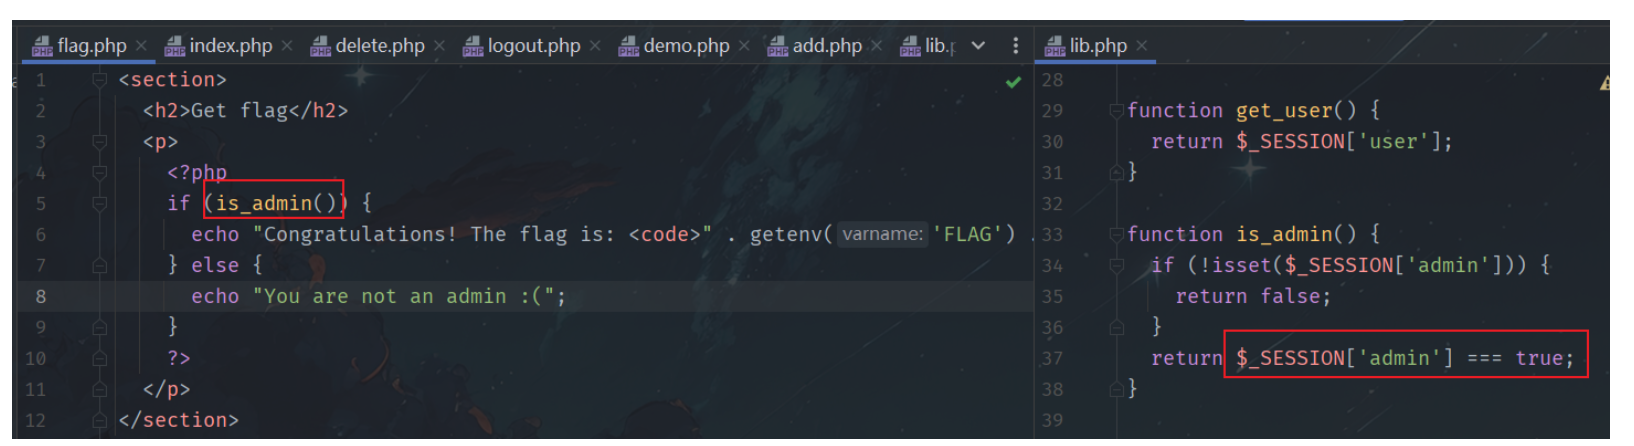 flag.php × index.php × delete.php × logout.php × demo.php × add.php × lib.
1 <section>
2 <h2>Get flag</h2>
3 <p>
4 <?php
5 if (is_admin()) {
6 echo "Congratulations! The flag is: <code>" . getenv( varname: 'FLAG') .
7 } else {
8 echo "You are not an admin :(";
9 }
10 ?>
11 </p>
12 </section>
lib.php ×
28
29 function get_user() {
30 return $_SESSION['user'];
31 }
32
33 function is_admin() {
34 if (!isset($_SESSION['admin'])) {
35 return false;
36 }
37 return $_SESSION['admin'] === true;
38 }
39